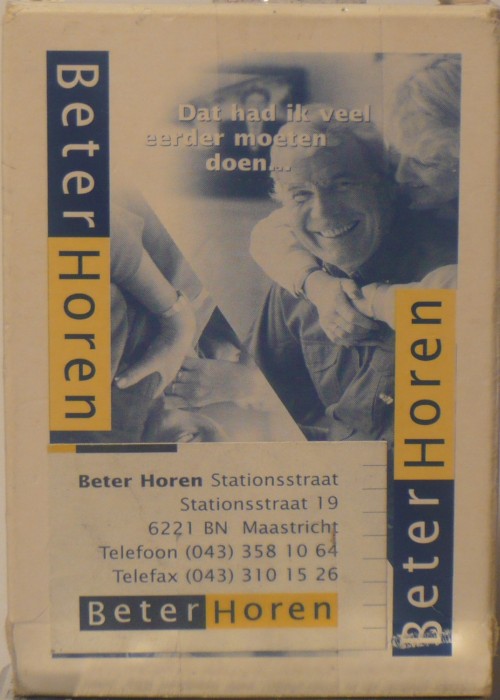 Beter Horen
Dat had ik veel
eerder moeten
doen...
Beter Horen
Beter Horen Stationsstraat
Stationsstraat 19
6221 BN Maastricht
Telefoon (043) 358 10 64
Telefax (043) 310 15 26
Beter Horen